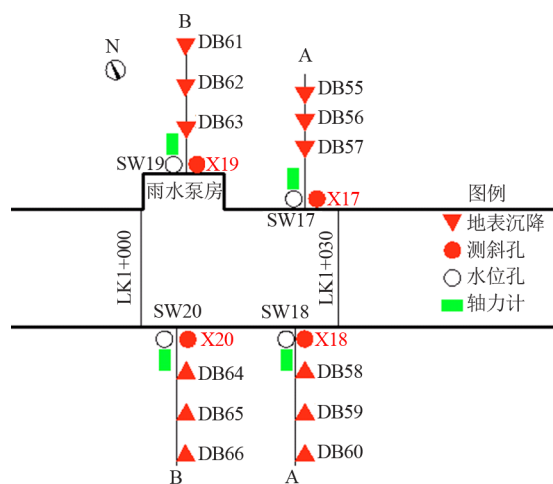 B
N
DB61
A
DB62
DB55
DB56
DB63
DB57
SW19
X19
雨水泵房
X17
图例
SW17
地表沉降
测斜孔
LK1+000
LK1+030
水位孔
轴力计
SW20
SW18
X20
X18
DB64
DB58
DB65
DB59
DB66
DB60
B
A